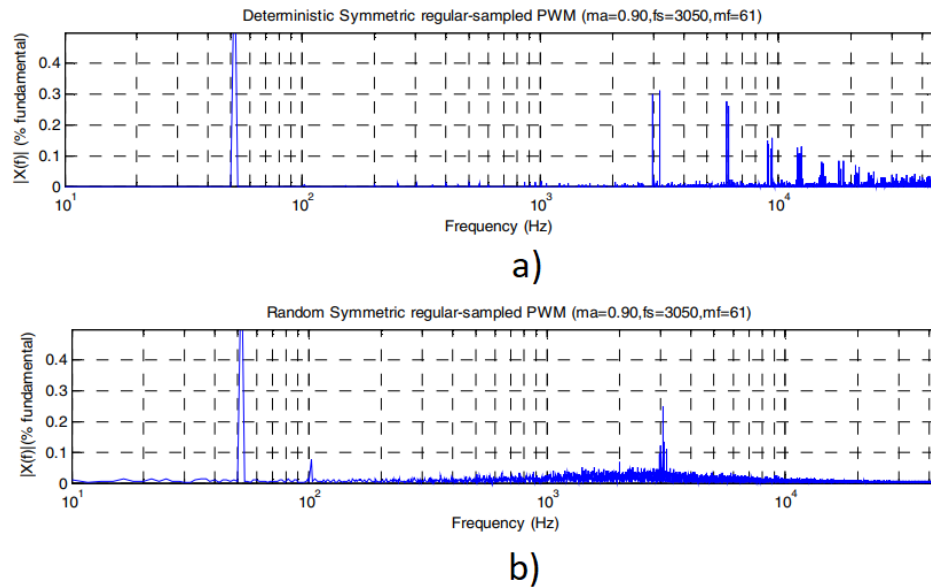 Deterministic Symmetric regular-sampled PWM (ma=0.90,fs=3050,mf=61)
|X(f)| (% fundamental)
0.4
0.3
0.2
0.1
0
10^1 10^2 10^3 10^4
Frequency (Hz)
a)
Random Symmetric regular-sampled PWM (ma=0.90,fs=3050,mf=61)
|X(f)|(% fundamental)
0.4
0.3
0.2
0.1
0
10^1 10^2 10^3 10^4
Frequency (Hz)
b)